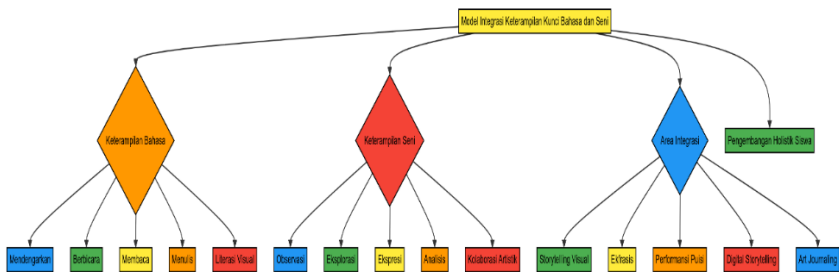 Model Integrasi Keterampilan Kunci Bahasa dan Seni
Keterampilan Bahasa
Keterampilan Seni
Area Integrasi
Pengembangan Holistik Siswa
Mendengarkan
Berbicara
Membaca
Menulis
Literasi Visual
Observasi
Eksplorasi
Ekspresi
Analisis
Kolaborasi Artistik
Storytelling Visual
Ekfrasis
Performansi Puisi
Digital Storytelling
Art Journaling